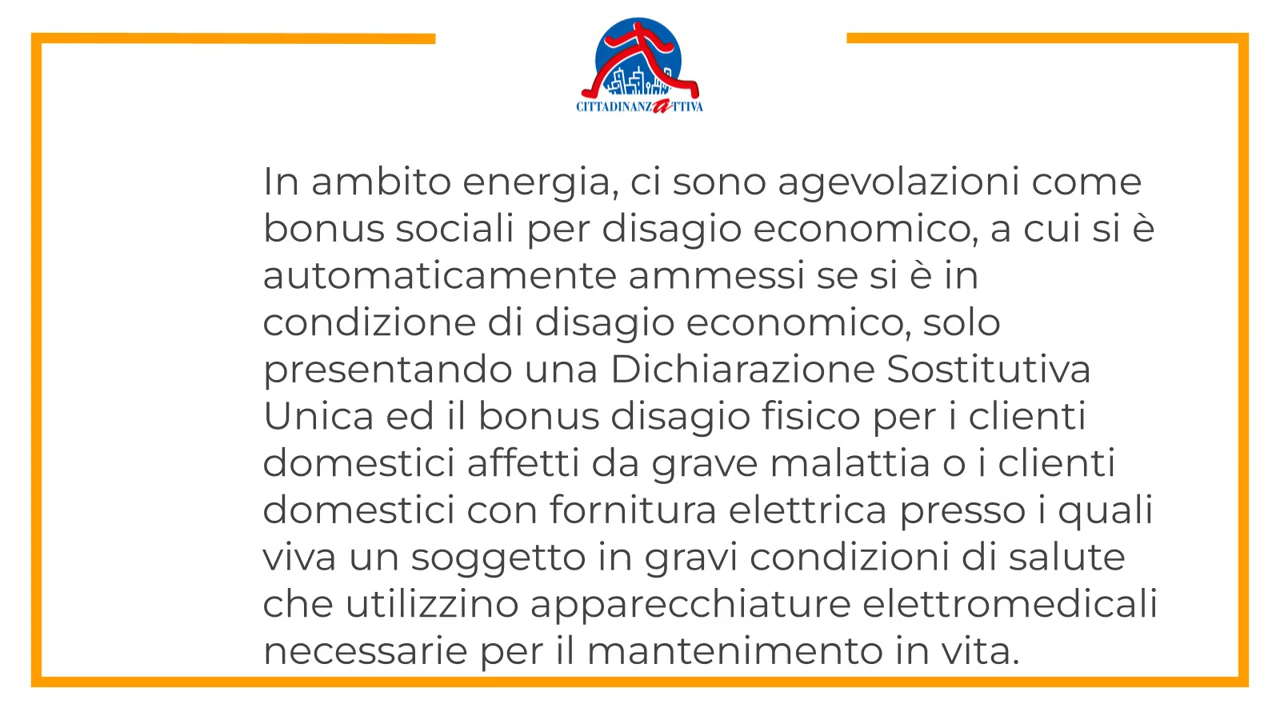 CITTADINANZATTIVA
In ambito energia, ci sono agevolazioni come
bonus sociali per disagio economico, a cui si è
automaticamente ammessi se si è in
condizione di disagio economico, solo
presentando una Dichiarazione Sostitutiva
Unica ed il bonus disagio fisico per i clienti
domestici affetti da grave malattia o i clienti
domestici con fornitura elettrica presso i quali
viva un soggetto in gravi condizioni di salute
che utilizzino apparecchiature elettromedicali
necessarie per il mantenimento in vita.